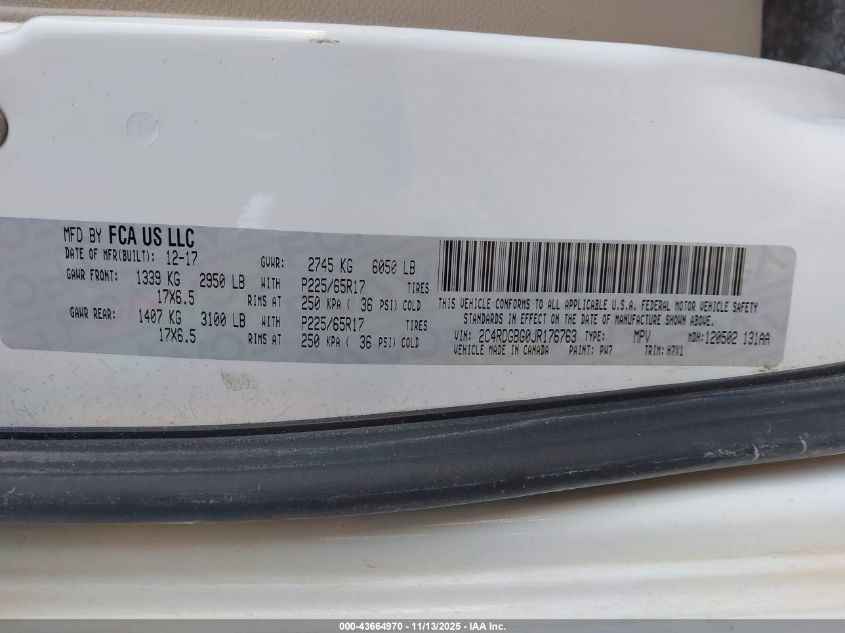 MFD BY FCA US LLC
DATE OF MFR(BUILT): 12-17 GVWR: 2745 KG 6050 LB
GAWR FRONT: 1339 KG 2950 LB WITH P225/65R17 TIRES
17X6.5 RIMS AT 250 KPA ( 36 PSI) COLD
GAWR REAR: 1407 KG 3100 LB WITH P225/65R17 TIRES
17X6.5 RIMS AT 250 KPA ( 36 PSI) COLD
THIS VEHICLE CONFORMS TO ALL APPLICABLE U.S.A. FEDERAL MOTOR VEHICLE SAFETY
STANDARDS IN EFFECT ON THE DATE OF MANUFACTURE SHOWN ABOVE.
VIN: 2C4RDGBG0JR176763 TYPE: MPV MDH: 120502 131AA
VEHICLE MADE IN CANADA PAINT: PW7 TRIM: H7X1
000-43664970 - 11/13/2025 - IAA Inc.